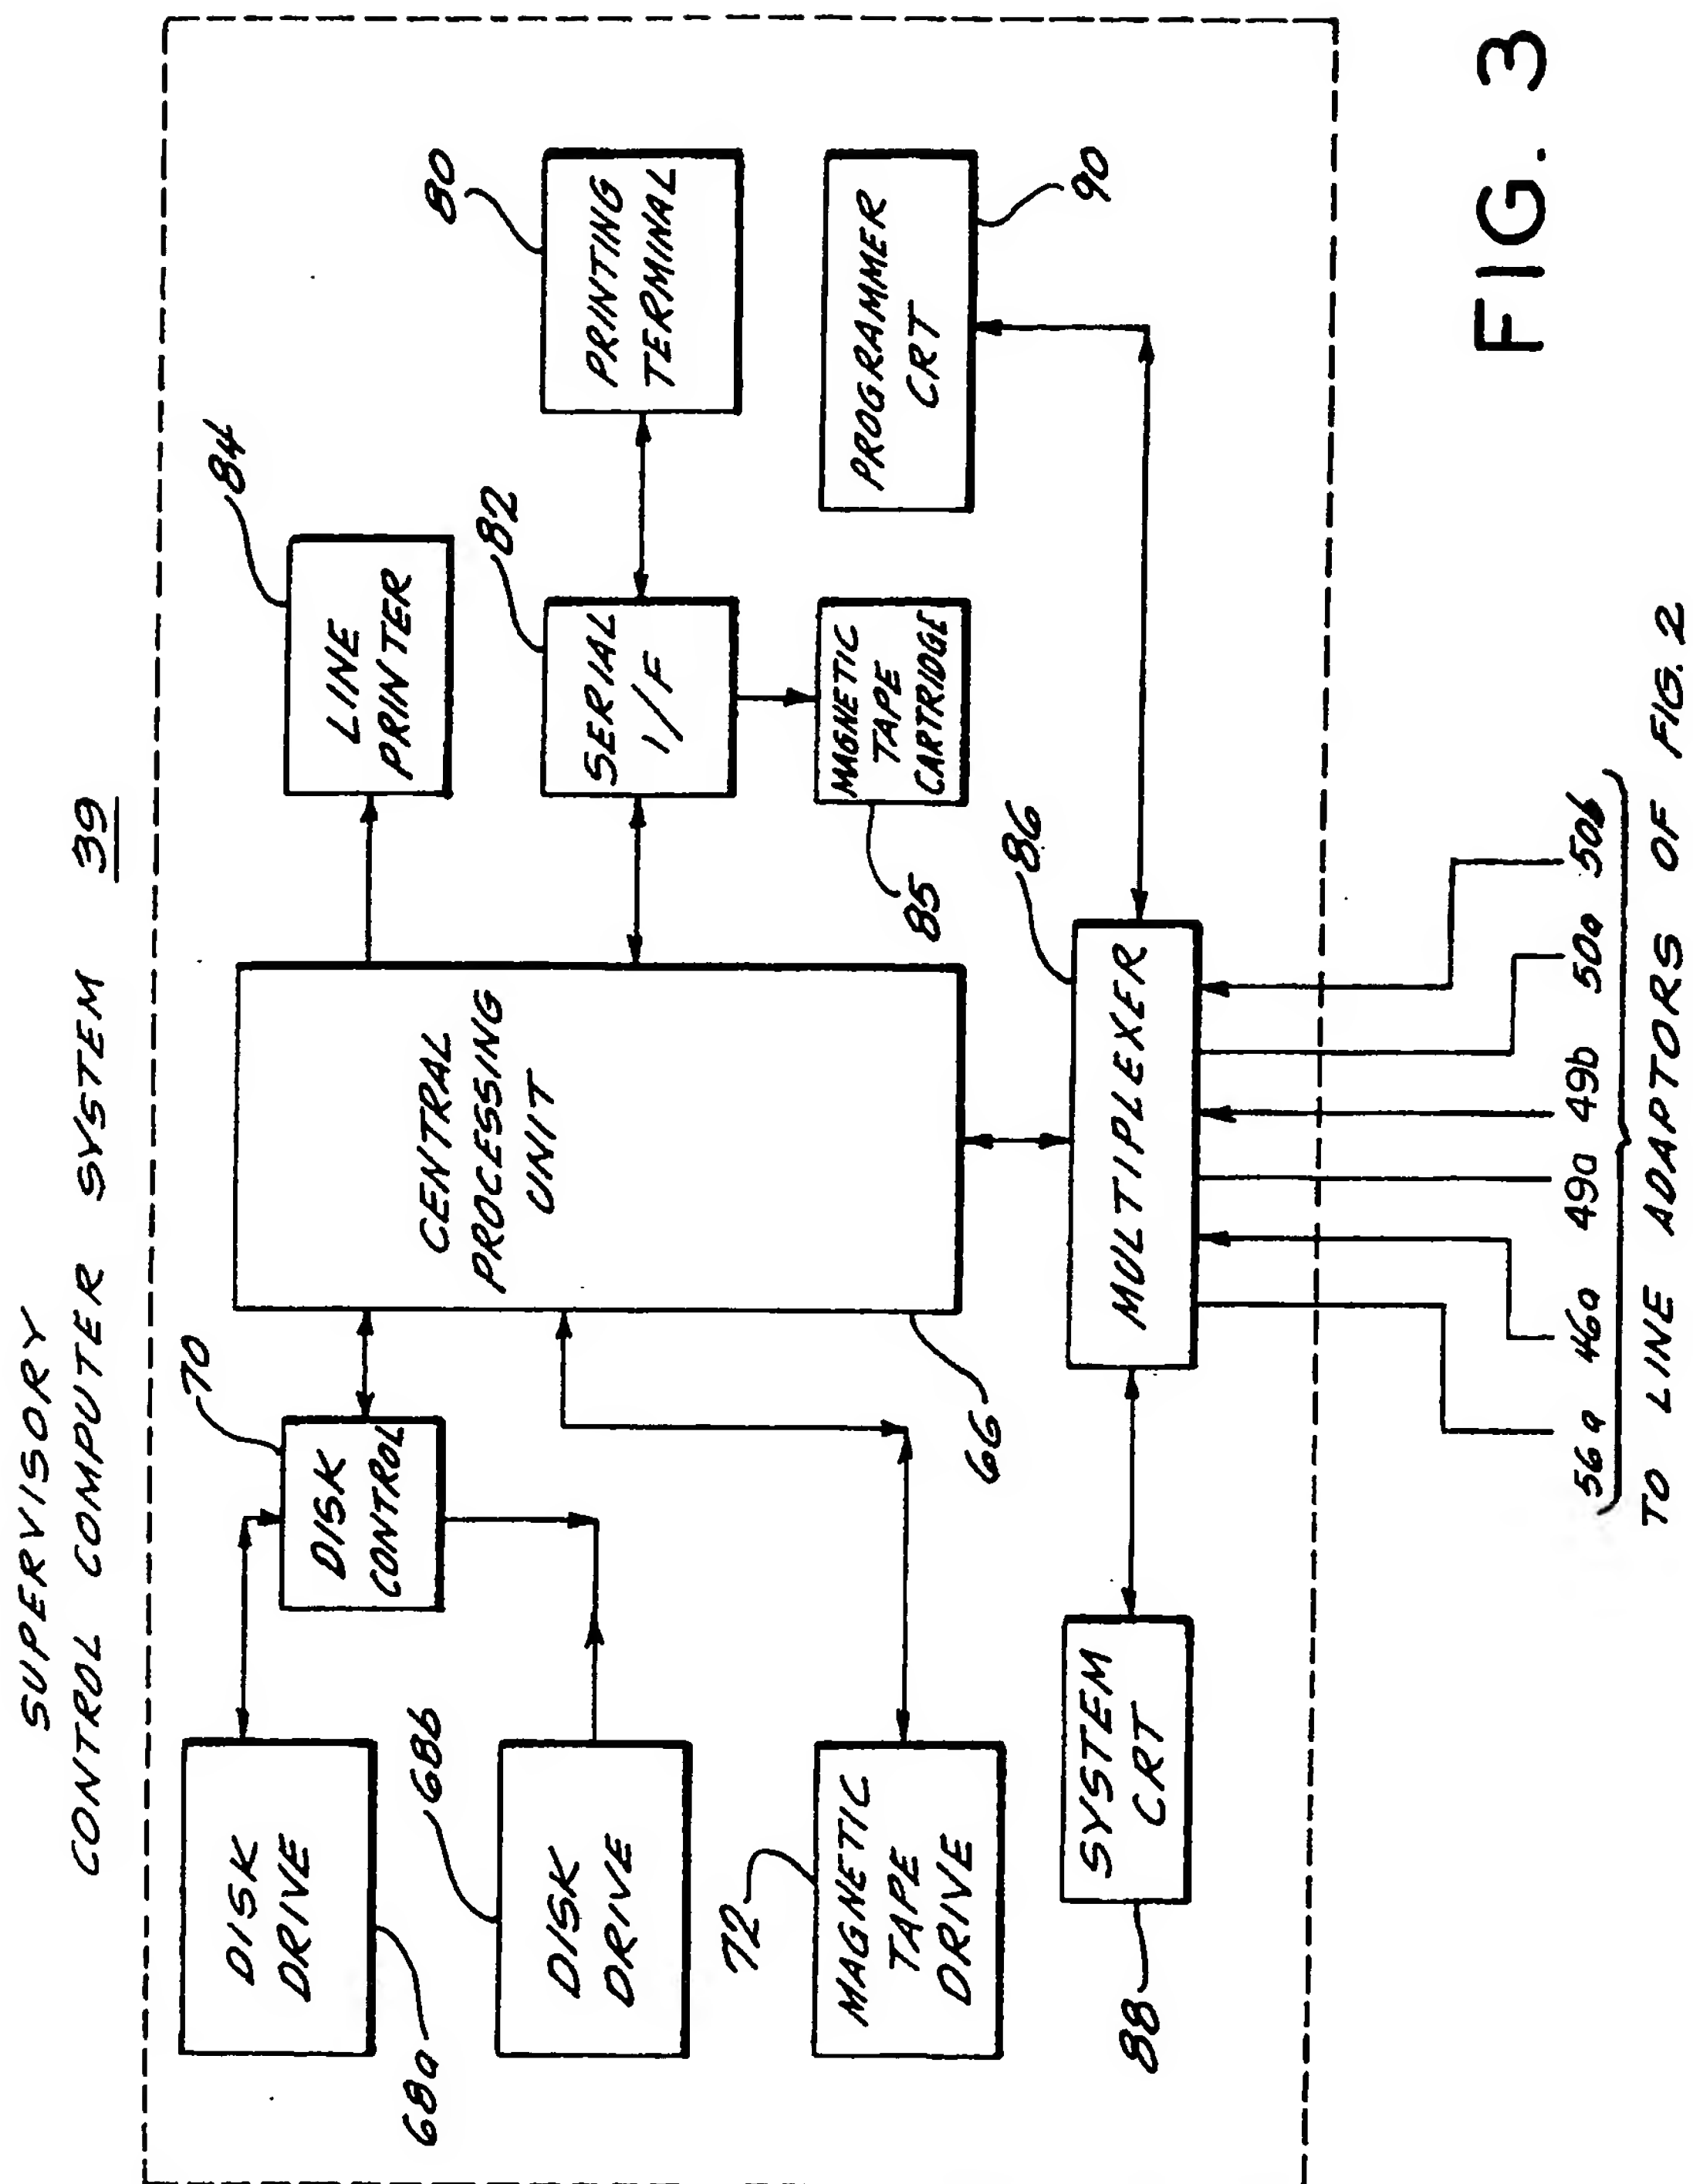 SUPERVISORY
CONTROL COMPUTER SYSTEM 39
DISK
DRIVE
68a
DISK
DRIVE
68b
MAGNETIC
TAPE
DRIVE
72
SYSTEM
CRT
88
DISK
CONTROL
70
CENTRAL
PROCESSING
UNIT
66
MULTIPLEXER
86
LINE
PRINTER
84
SERIAL
I/F
82
MAGNETIC
TAPE
CARTRIDGE
85
PRINTING
TERMINAL
80
PROGRAMMER
CRT
90
56a 46a 49a 49b 50a 50b
TO LINE ADAPTORS OF FIG. 2
FIG. 3